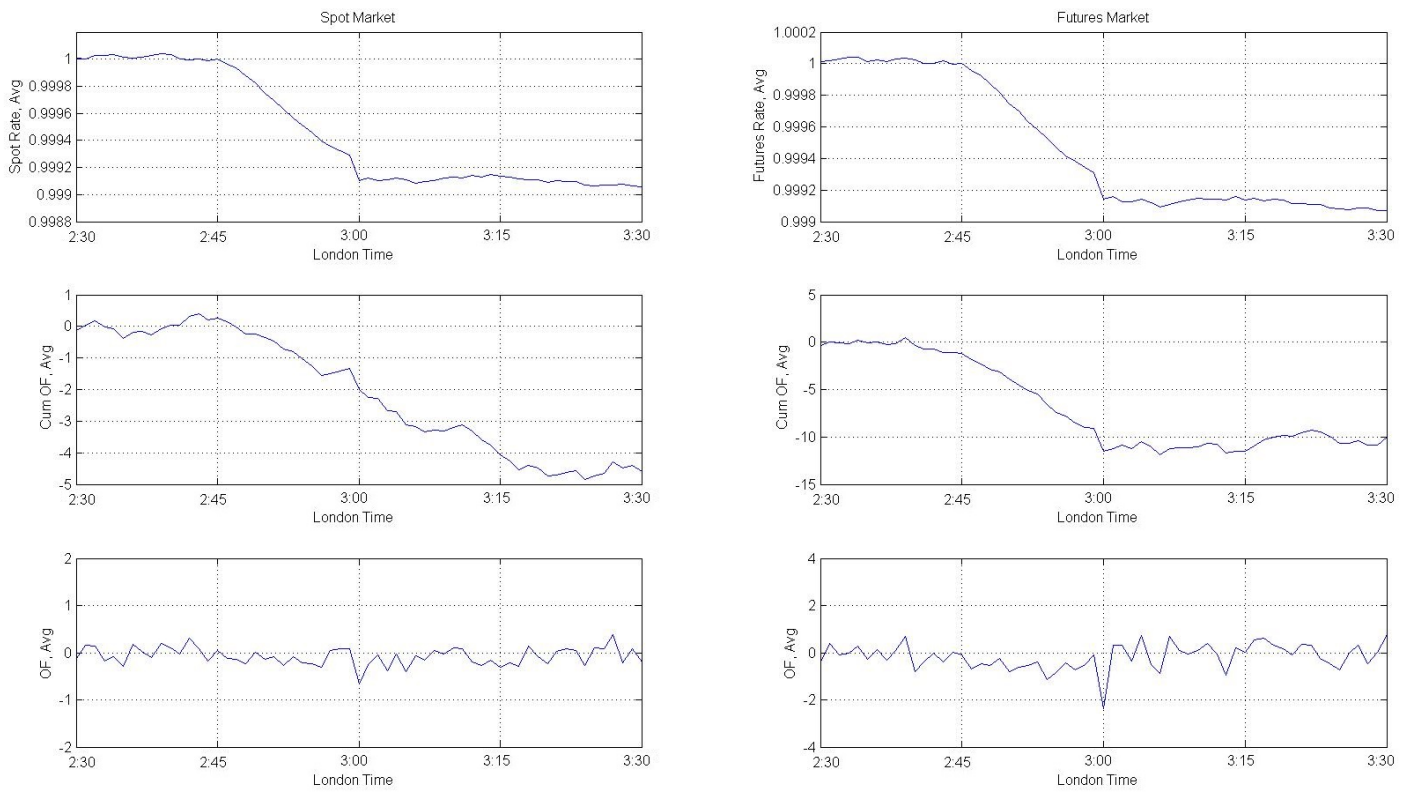 Spot Market
Spot Rate, Avg
1
0.9998
0.9996
0.9994
0.9992
0.999
0.9988
2:30 2:45 3:00 3:15 3:30
London Time
Futures Market
Futures Rate, Avg
1.0002
1
0.9998
0.9996
0.9994
0.9992
0.999
2:30 2:45 3:00 3:15 3:30
London Time
Cum OF, Avg
1
0
-1
-2
-3
-4
-5
2:30 2:45 3:00 3:15 3:30
London Time
Cum OF, Avg
5
0
-5
-10
-15
2:30 2:45 3:00 3:15 3:30
London Time
OF, Avg
2
1
0
-1
-2
2:30 2:45 3:00 3:15 3:30
London Time
OF, Avg
4
2
0
-2
-4
2:30 2:45 3:00 3:15 3:30
London Time